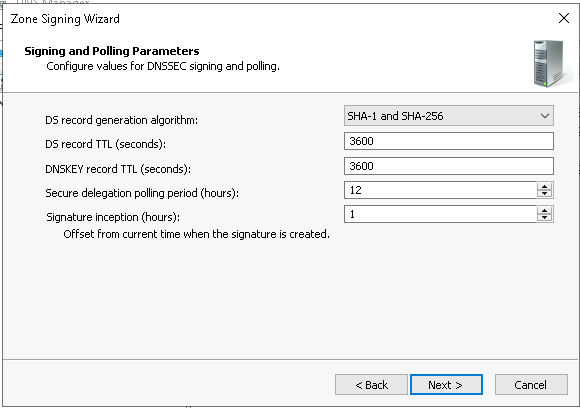 DNS Manager
Zone Signing Wizard
Signing and Polling Parameters
Configure values for DNSSEC signing and polling.
DS record generation algorithm: SHA-1 and SHA-256
DS record TTL (seconds): 3600
DNSKEY record TTL (seconds): 3600
Secure delegation polling period (hours): 12
Signature inception (hours): 1
Offset from current time when the signature is created.
< Back Next > Cancel